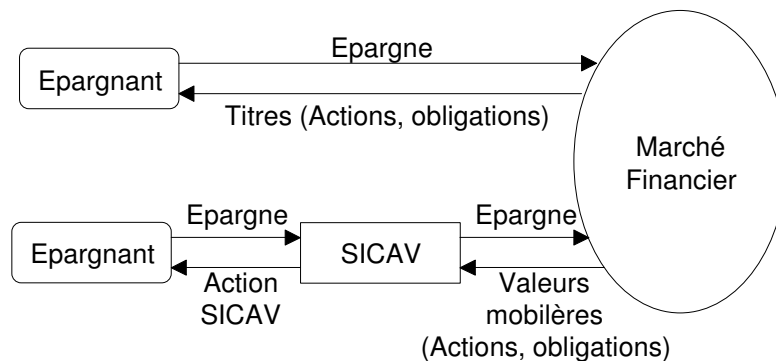 Epargne
Epargnant
Titres (Actions, obligations)
Marché
Financier
Epargne
Epargne
Epargnant
SICAV
Action
SICAV
Valeurs
mobilères
(Actions, obligations)